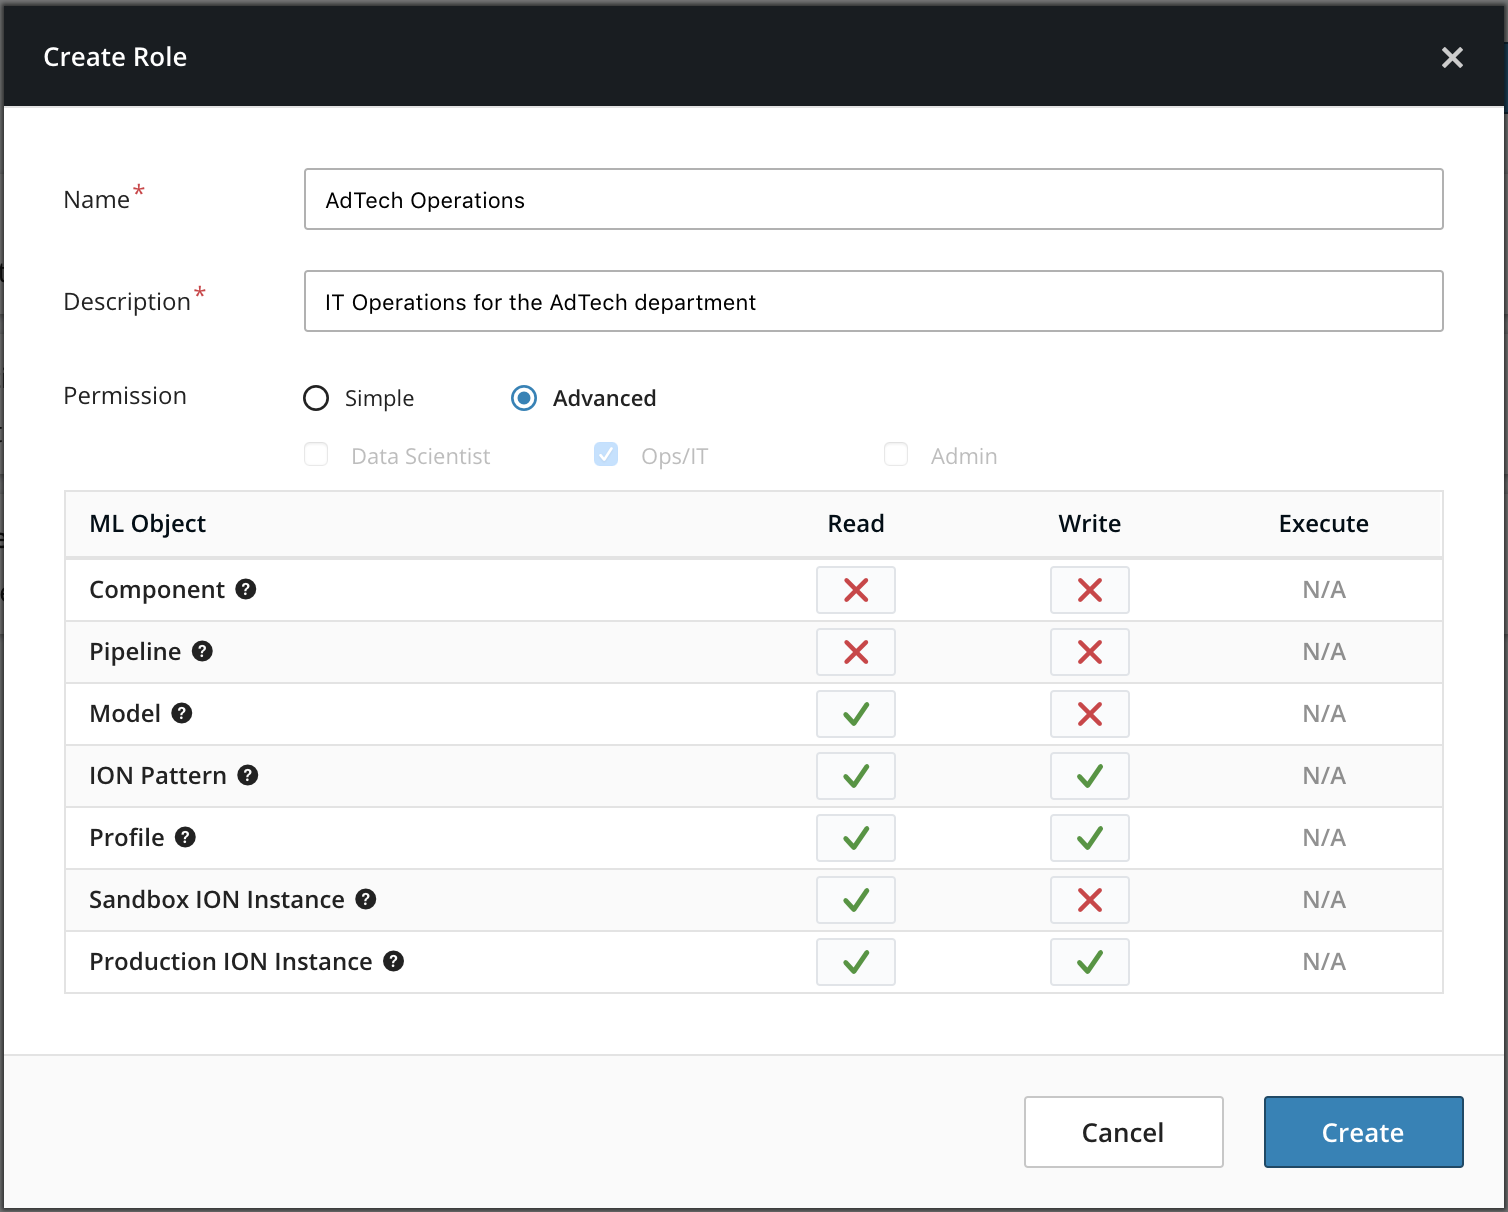 Create Role
Name*
AdTech Operations
Description*
IT Operations for the AdTech department
Permission
Simple
Advanced
Data Scientist
Ops/IT
Admin
ML Object Read Write Execute
Component ? N/A
Pipeline ? N/A
Model ? N/A
ION Pattern ? N/A
Profile ? N/A
Sandbox ION Instance ? N/A
Production ION Instance ? N/A
Cancel
Create